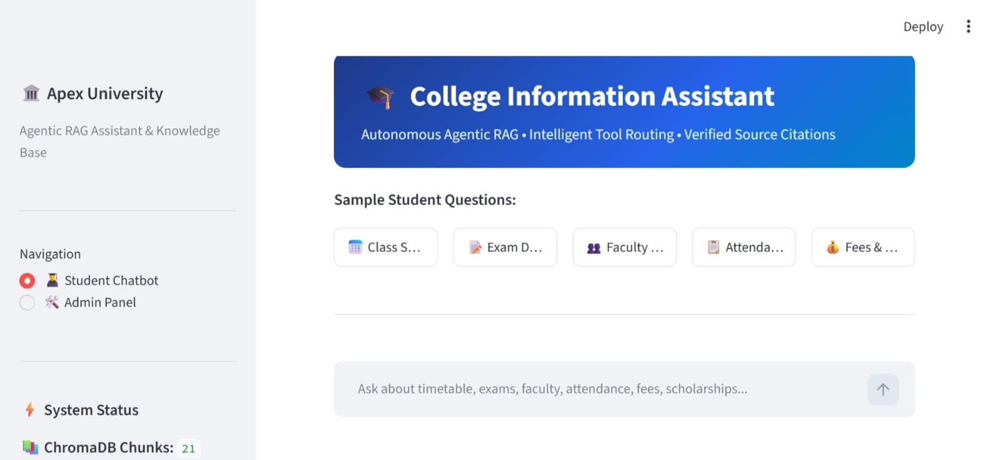 Deploy
Apex University
Agentic RAG Assistant & Knowledge
Base
Navigation
Student Chatbot
Admin Panel
System Status
ChromaDB Chunks: 21
College Information Assistant
Autonomous Agentic RAG • Intelligent Tool Routing • Verified Source Citations
Sample Student Questions:
Class S...
Exam D...
Faculty ...
Attenda...
Fees & ...
Ask about timetable, exams, faculty, attendance, fees, scholarships...